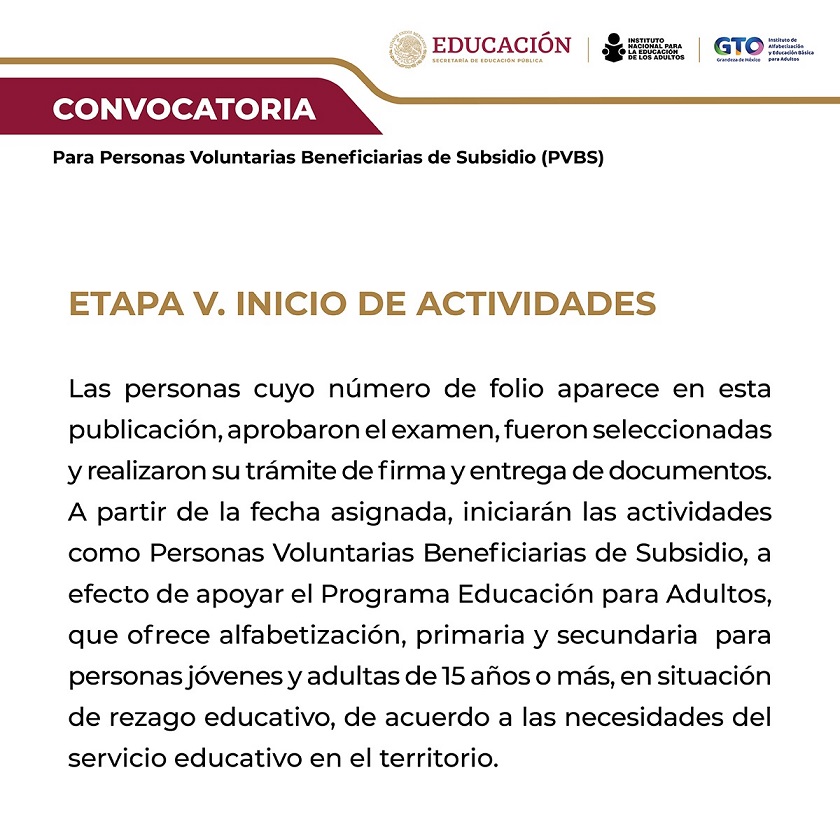 EDUCACIÓN
SECRETARÍA DE EDUCACIÓN PÚBLICA
INSTITUTO
NACIONAL PARA
LA EDUCACIÓN
DE LOS ADULTOS
GTO
Grandeza de México
Instituto de
Alfabetización
y Educación Básica
para Adultos
CONVOCATORIA
Para Personas Voluntarias Beneficiarias de Subsidio (PVBS)
ETAPA V. INICIO DE ACTIVIDADES
Las personas cuyo número de folio aparece en esta
publicación, aprobaron el examen, fueron seleccionadas
y realizaron su trámite de firma y entrega de documentos.
A partir de la fecha asignada, iniciarán las actividades
como Personas Voluntarias Beneficiarias de Subsidio, a
efecto de apoyar el Programa Educación para Adultos,
que ofrece alfabetización, primaria y secundaria para
personas jóvenes y adultas de 15 años o más, en situación
de rezago educativo, de acuerdo a las necesidades del
servicio educativo en el territorio.